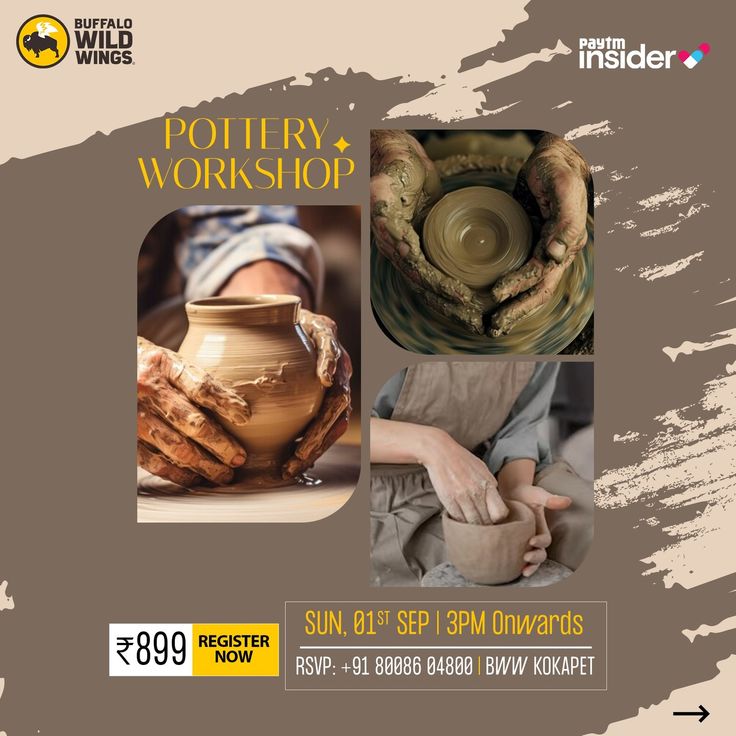 BUFFALO
WILD
WINGS
paytm
insider
POTTERY
WORKSHOP
₹899
REGISTER
NOW
SUN, 01ST SEP | 3PM Onwards
RSVP: +91 80086 04800 | BWW KOKAPET